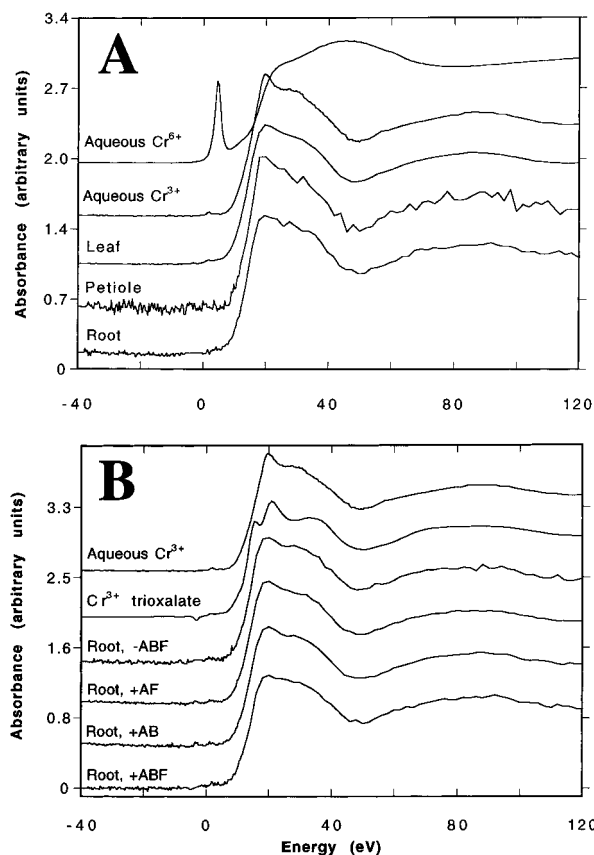 A
3.4
2.7
2.0
1.4
0.7
0
Absorbance (arbitrary units)
Aqueous Cr6+
Aqueous Cr3+
Leaf
Petiole
Root
-40 0 40 80 120
B
3.3
2.5
1.6
0.8
0
Absorbance (arbitrary units)
Aqueous Cr3+
Cr3+ trioxalate
Root, -ABF
Root, +AF
Root, +AB
Root, +ABF
-40 0 40 80 120
Energy (eV)